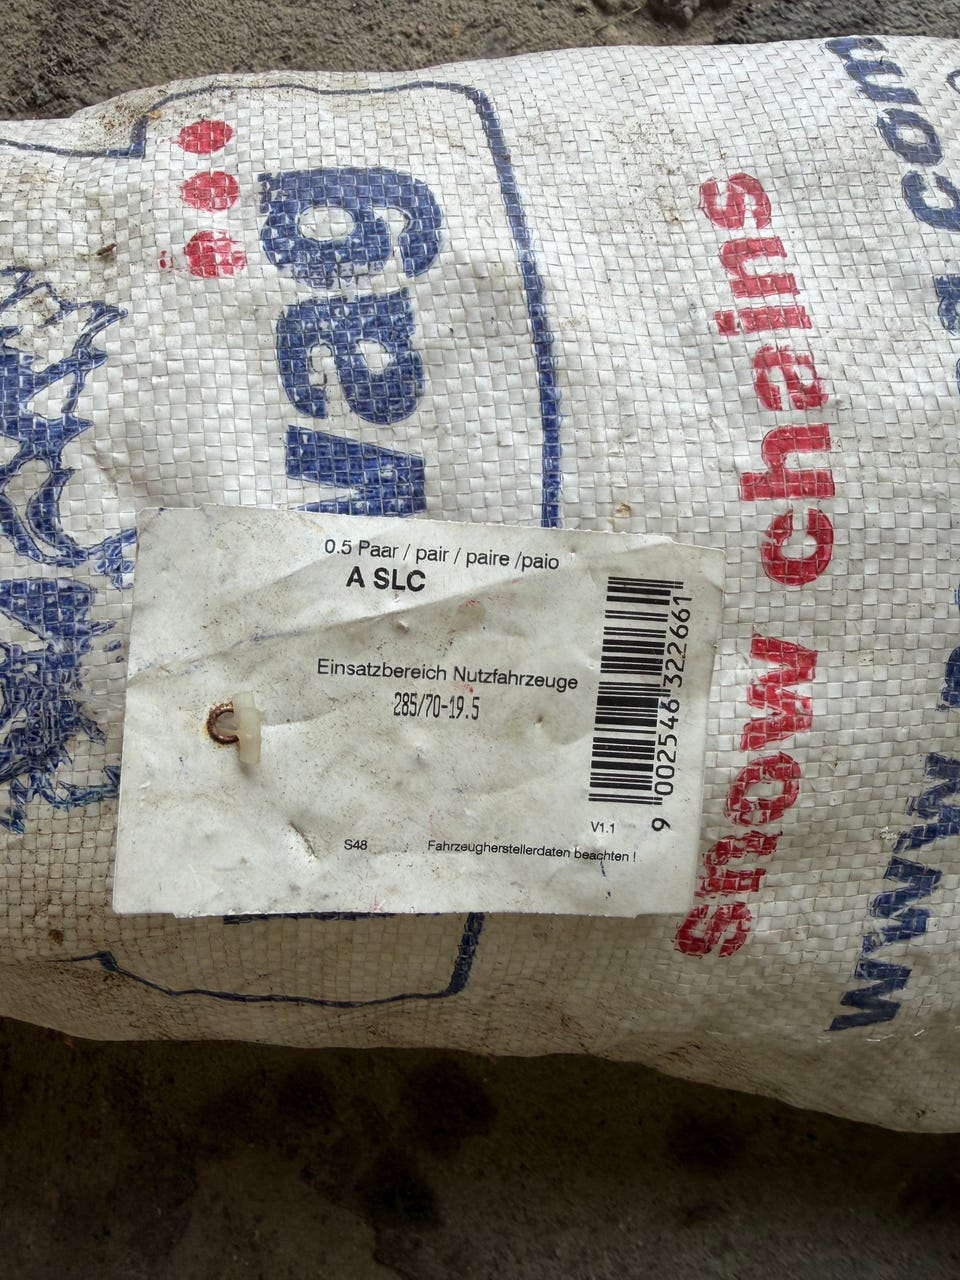 0.5 Paar / pair / paire /paio
A SLC
Einsatzbereich Nutzfahrzeuge
285/70-19.5
9 002546 322661
V1.1
S48 Fahrzeugherstellerdaten beachten !
snow chains